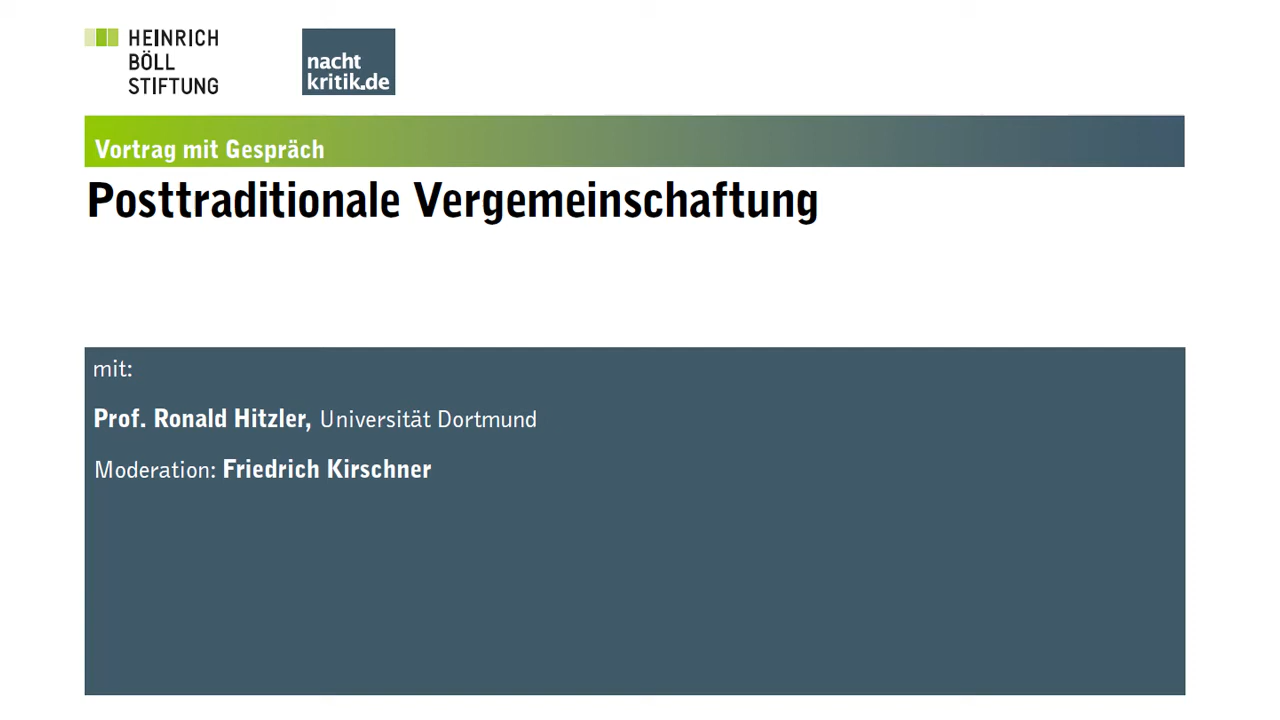 HEINRICH
BÖLL
STIFTUNG
nacht
kritik.de
Vortrag mit Gespräch
Posttraditionale Vergemeinschaftung
mit:
Prof. Ronald Hitzler, Universität Dortmund
Moderation: Friedrich Kirschner